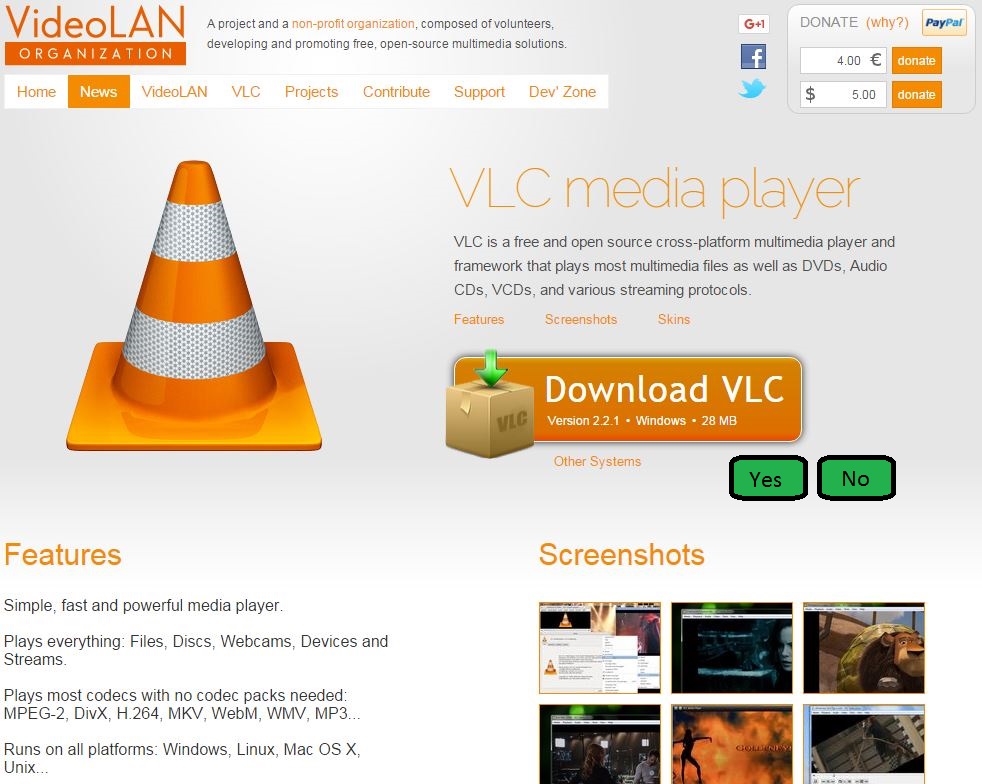 VideoLAN
ORGANIZATION
A project and a non-profit organization, composed of volunteers,
developing and promoting free, open-source multimedia solutions.
G+1
DONATE (why?) PayPal
4.00 € donate
$ 5.00 donate
Home News VideoLAN VLC Projects Contribute Support Dev' Zone
VLC media player
VLC is a free and open source cross-platform multimedia player and
framework that plays most multimedia files as well as DVDs, Audio
CDs, VCDs, and various streaming protocols.
Features Screenshots Skins
VLC
Download VLC
Version 2.2.1 • Windows • 28 MB
Other Systems
Yes No
Features
Simple, fast and powerful media player.
Plays everything: Files, Discs, Webcams, Devices and
Streams.
Plays most codecs with no codec packs needed:
MPEG-2, DivX, H.264, MKV, WebM, WMV, MP3...
Runs on all platforms: Windows, Linux, Mac OS X,
Unix...
Screenshots